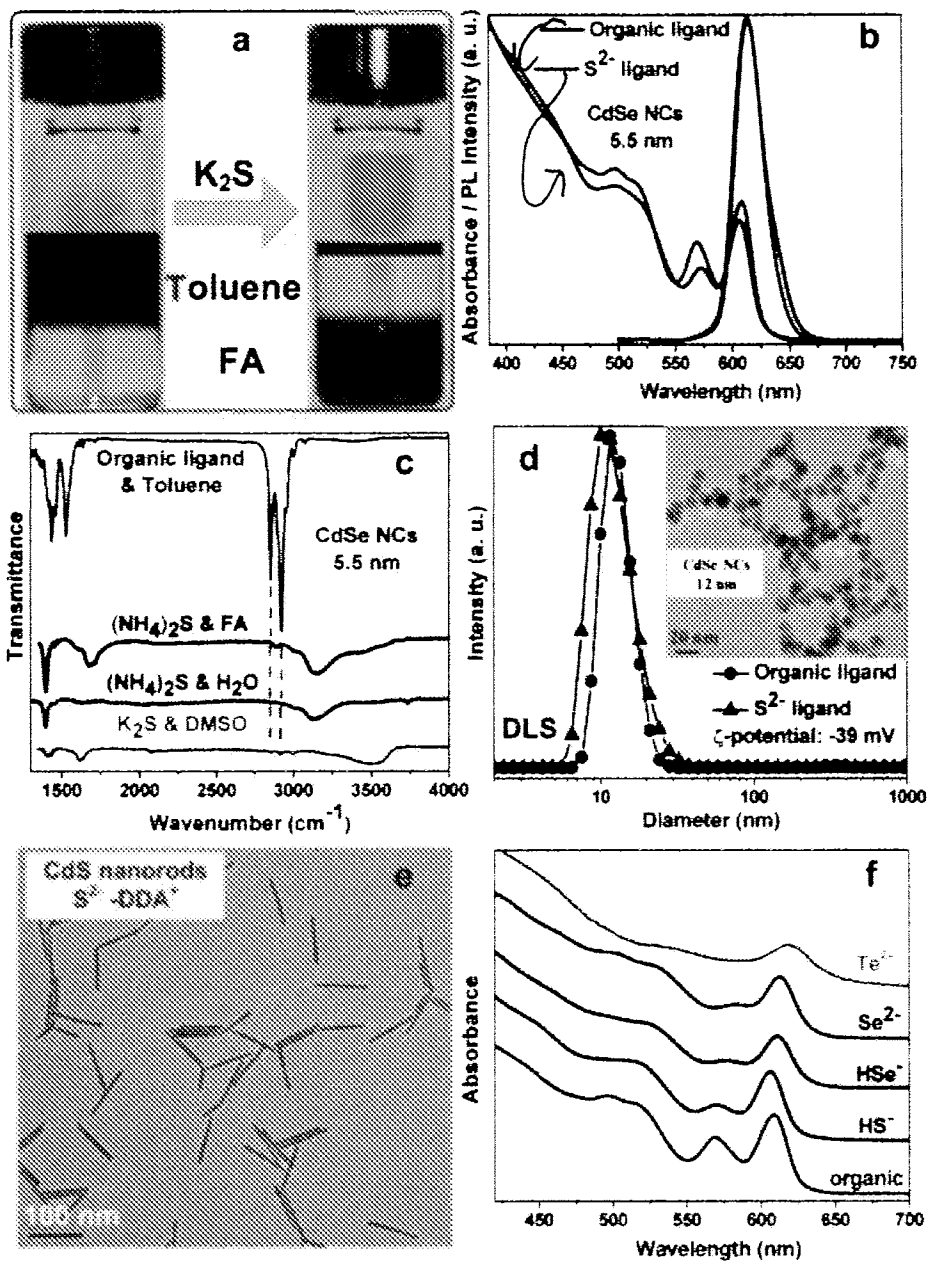 a
K₂S
Toluene
FA
b
Organic ligand
S²⁻ ligand
CdSe NCs
5.5 nm
Absorbance / PL Intensity (a. u.)
400 450 500 550 600 650 700 750
Wavelength (nm)
c
Organic ligand
& Toluene
CdSe NCs
5.5 nm
(NH₄)₂S & FA
(NH₄)₂S & H₂O
K₂S & DMSO
Transmittance
1500 2000 2500 3000 3500 4000
Wavenumber (cm⁻¹)
d
CdSe NCs
12 nm
20 nm
Organic ligand
S²⁻ ligand
ζ-potential: -39 mV
DLS
Intensity (a. u.)
10 100 1000
Diameter (nm)
e
CdS nanorods
S²⁻-DDA⁺
100 nm
f
Te²⁻
Se²⁻
HSe⁻
HS⁻
organic
Absorbance
450 500 550 600 650 700
Wavelength (nm)